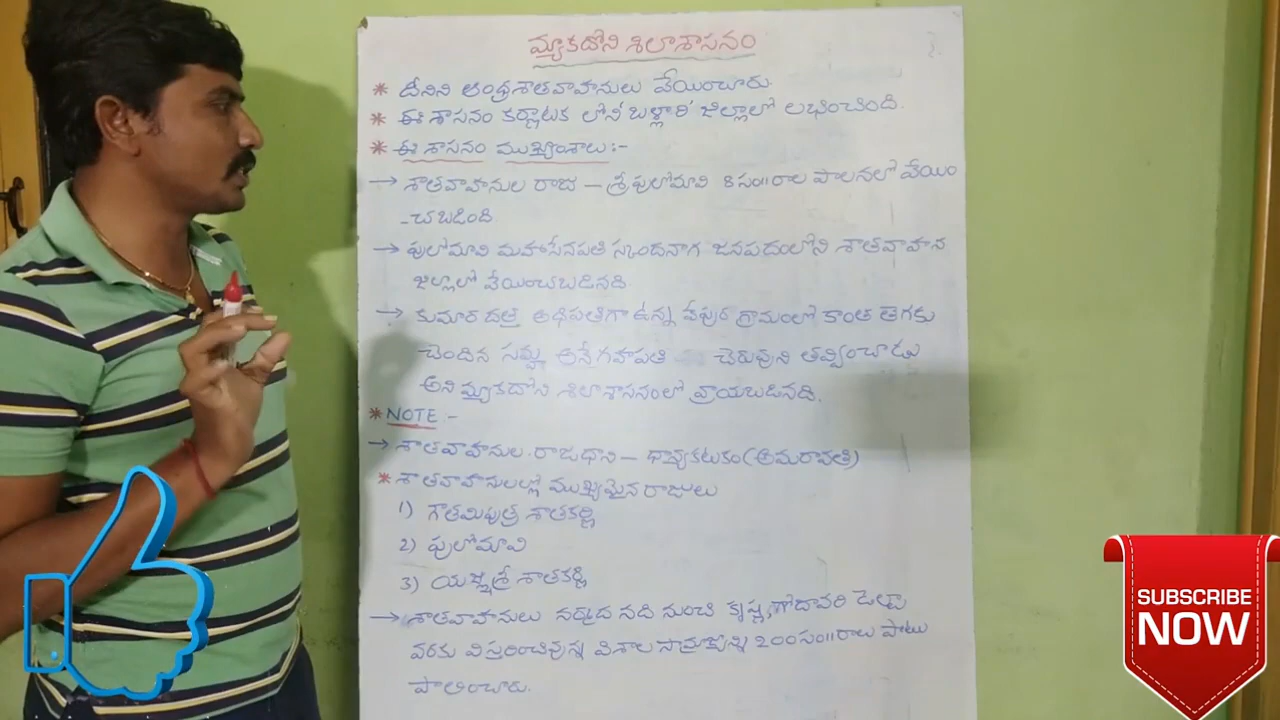 మ్యాకదోని శిలాశాసనం
* దీనిని ఆంధ్రశాతవాహనులు వేయించారు.
* ఈ శాసనం కర్ణాటక లోని 'బళ్లారి' జిల్లాలో లభించింది.
* ఈ శాసనం ముఖ్యాంశాలు:-
→ శాతవాహనుల రాజు – శ్రీ పులోమావి 8సం||రాల పాలనలో వేయిం
-చబడింది.
→ పులోమావి మహాసేనపతి స్కందనాగ జనపదంలోని శాతవాహన
జిల్లాలో వేయించబడినది
→ కుమార దత్త అధిపతిగా ఉన్న వేపుర గ్రామంలో కాంత తెగకు
చెందిన సమ్బ అనే గహపతి చెరువుని తవ్వించాడు
అని మ్యాకదోని శిలాశాసనంలో వ్రాయబడినది.
* NOTE :-
→ శాతవాహనుల రాజధాని – ధాన్యకటకం (అమరావతి)
* శాతవాహనులల్లో ముఖ్యమైన రాజులు
1) గౌతమిపుత్ర శాతకర్ణి
2) పులోమావి
3) యజ్ఞశ్రీ శాతకర్ణి
→ శాతవాహనులు నర్మద నది నుంచి కృష్ణ, గోదావరి డెల్టా
వరకు విస్తరించివున్న విశాల సామ్రాజ్యాన్ని 200సం||రాలు పాటు
పాలించారు.
SUBSCRIBE
NOW